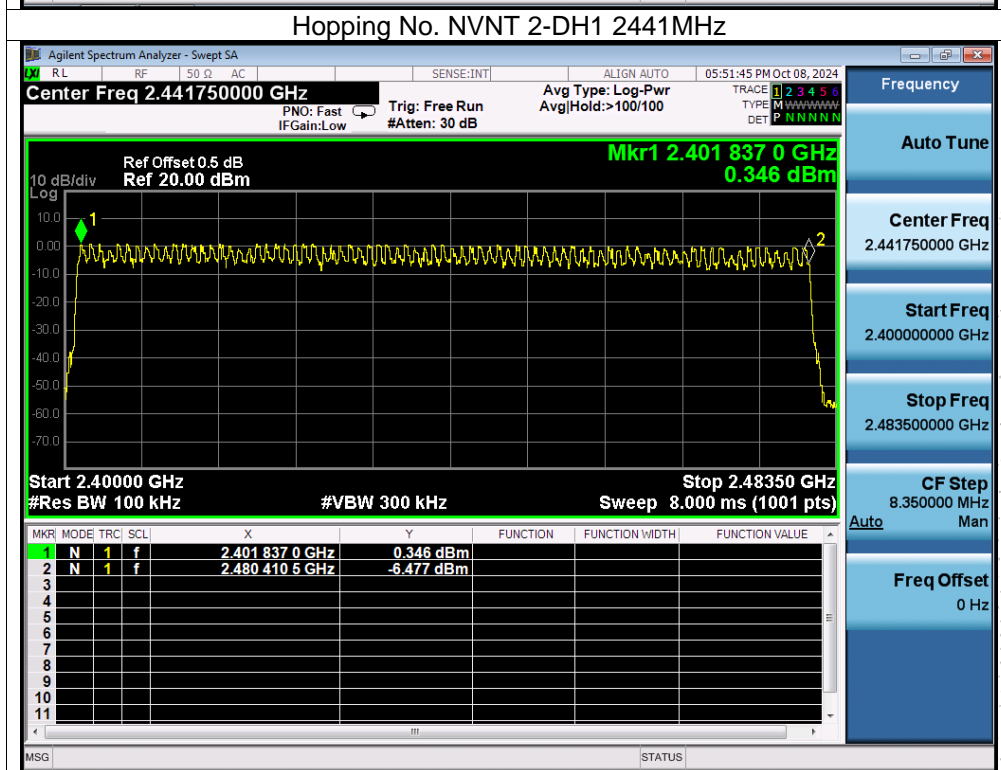 Hopping No. NVNT 2-DH1 2441MHz
Agilent Spectrum Analyzer - Swept SA
LXI RL RF 50 Ω AC SENSE:INT ALIGN AUTO 05:51:45 PM Oct 08, 2024
Center Freq 2.441750000 GHz
PNO: Fast
IFGain:Low
Trig: Free Run
#Atten: 30 dB
Avg Type: Log-Pwr
Avg|Hold:>100/100
TRACE 1 2 3 4 5 6
TYPE M WWWWW
DET P N N N N N
Mkr1 2.401 837 0 GHz
0.346 dBm
Ref Offset 0.5 dB
10 dB/div Ref 20.00 dBm
Log
10.0
0.00
-10.0
-20.0
-30.0
-40.0
-50.0
-60.0
-70.0
1
2
Start 2.40000 GHz Stop 2.48350 GHz
#Res BW 100 kHz #VBW 300 kHz Sweep 8.000 ms (1001 pts)
MKR MODE TRC SCL X Y FUNCTION FUNCTION WIDTH FUNCTION VALUE
1 N 1 f 2.401 837 0 GHz 0.346 dBm
2 N 1 f 2.480 410 5 GHz -6.477 dBm
3
4
5
6
7
8
9
10
11
MSG STATUS
Frequency
Auto Tune
Center Freq
2.441750000 GHz
Start Freq
2.400000000 GHz
Stop Freq
2.483500000 GHz
CF Step
8.350000 MHz
Auto Man
Freq Offset
0 Hz